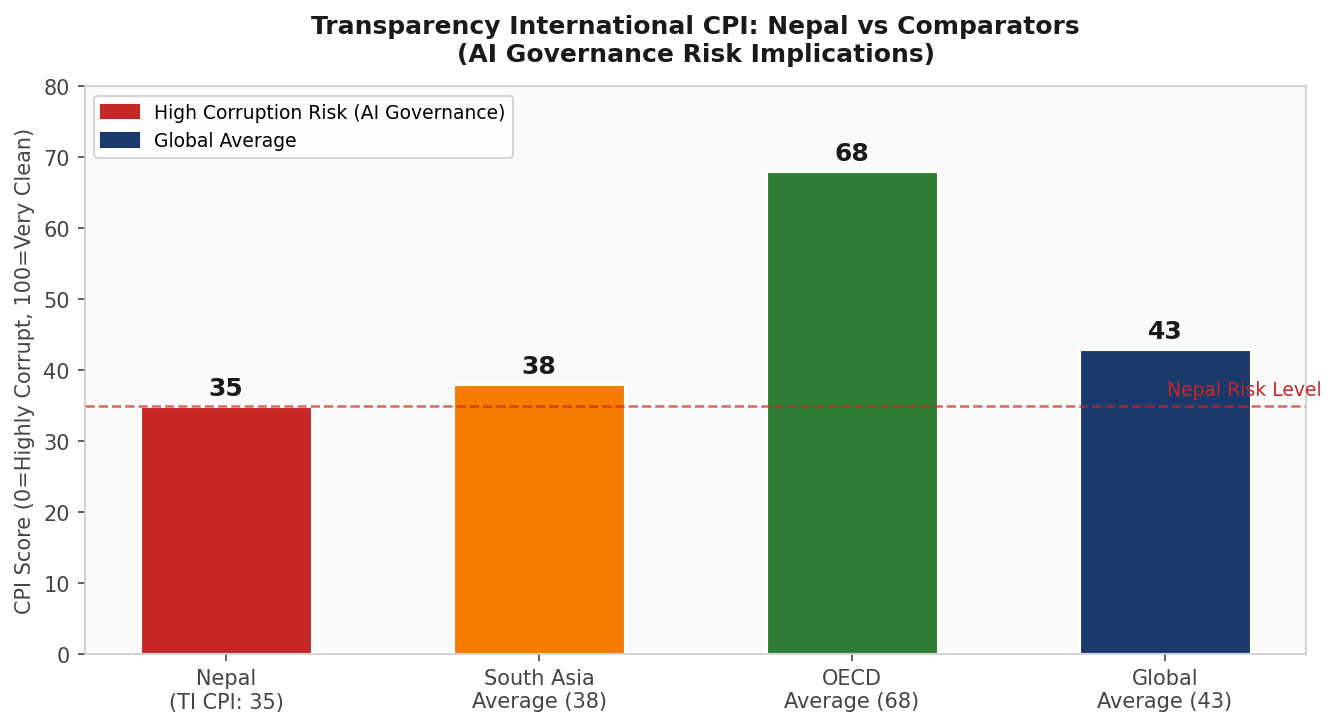 Transparency International CPI: Nepal vs Comparators
(AI Governance Risk Implications)
CPI Score (0=Highly Corrupt, 100=Very Clean)
80
70
60
50
40
30
20
10
0
High Corruption Risk (AI Governance)
Global Average
35
38
68
43
Nepal Risk Level
Nepal
(TI CPI: 35)
South Asia
Average (38)
OECD
Average (68)
Global
Average (43)